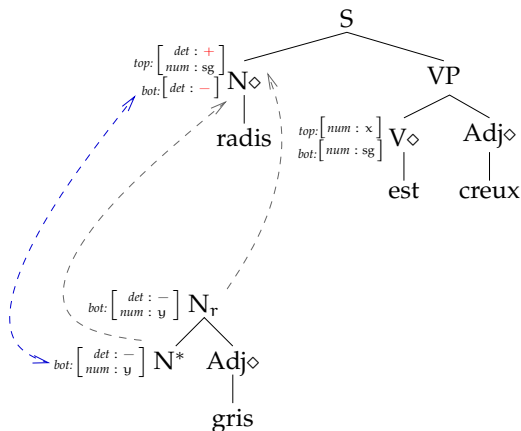 S
top: [ det : + num : sg ]
bot: [ det : − ]
N◇
VP
radis
top: [ num : x ]
bot: [ num : sg ]
V◇
Adj◇
est
creux
bot: [ det : − num : y ]
Nr
bot: [ det : − num : y ]
N*
Adj◇
gris